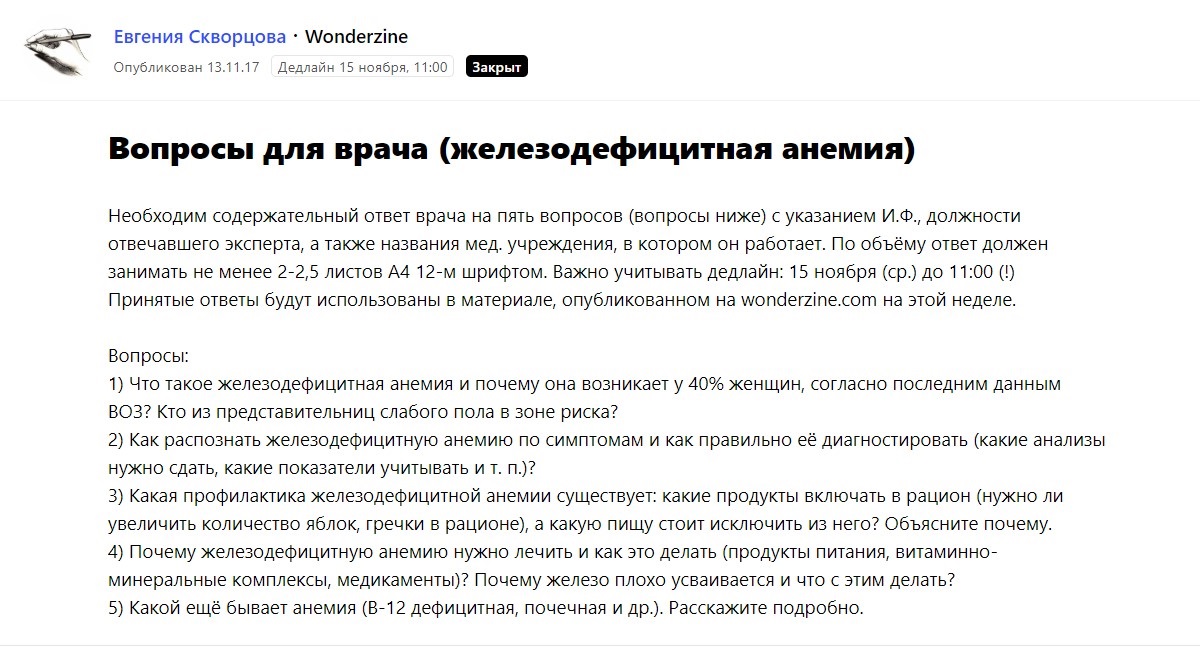 Евгения Скворцова · Wonderzine
Опубликован 13.11.17 Дедлайн 15 ноября, 11:00 Закрыт
Вопросы для врача (железодефицитная анемия)
Необходим содержательный ответ врача на пять вопросов (вопросы ниже) с указанием И.Ф., должности
отвечавшего эксперта, а также названия мед. учреждения, в котором он работает. По объёму ответ должен
занимать не менее 2-2,5 листов А4 12-м шрифтом. Важно учитывать дедлайн: 15 ноября (ср.) до 11:00 (!)
Принятые ответы будут использованы в материале, опубликованном на wonderzine.com на этой неделе.
Вопросы:
1) Что такое железодефицитная анемия и почему она возникает у 40% женщин, согласно последним данным
ВОЗ? Кто из представительниц слабого пола в зоне риска?
2) Как распознать железодефицитную анемию по симптомам и как правильно её диагностировать (какие анализы
нужно сдать, какие показатели учитывать и т. п.)?
3) Какая профилактика железодефицитной анемии существует: какие продукты включать в рацион (нужно ли
увеличить количество яблок, гречки в рационе), а какую пищу стоит исключить из него? Объясните почему.
4) Почему железодефицитную анемию нужно лечить и как это делать (продукты питания, витаминно-
минеральные комплексы, медикаменты)? Почему железо плохо усваивается и что с этим делать?
5) Какой ещё бывает анемия (В-12 дефицитная, почечная и др.). Расскажите подробно.